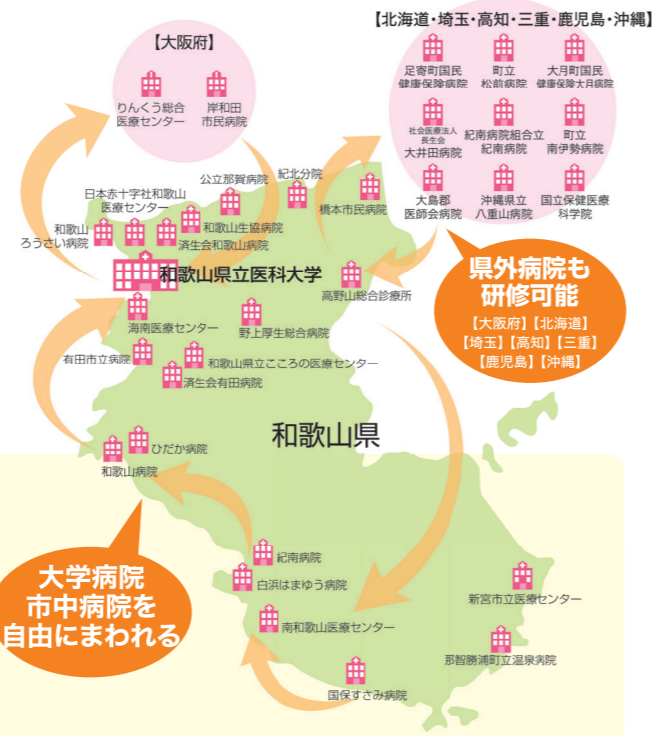 【大阪府】
りんくう総合
医療センター
岸和田
市民病院
【北海道・埼玉・高知・三重・鹿児島・沖縄】
足寄町国民
健康保険病院
町立
松前病院
大月町国民
健康保険大月病院
社会医療法人
長生会
大井田病院
紀南病院組合立
紀南病院
町立
南伊勢病院
大島郡
医師会病院
沖縄県立
八重山病院
国立保健医療
科学院
県外病院も
研修可能
【大阪府】【北海道】
【埼玉】【高知】【三重】
【鹿児島】【沖縄】
公立那賀病院
紀北分院
橋本市民病院
日本赤十字社和歌山
医療センター
和歌山
ろうさい病院
和歌山生協病院
済生会和歌山病院
和歌山県立医科大学
高野山総合診療所
海南医療センター
野上厚生総合病院
有田市立病院
和歌山県立こころの医療センター
済生会有田病院
和歌山県
ひだか病院
和歌山病院
大学病院
市中病院を
自由にまわれる
紀南病院
白浜はまゆう病院
南和歌山医療センター
国保すさみ病院
新宮市立医療センター
那智勝浦町立温泉病院